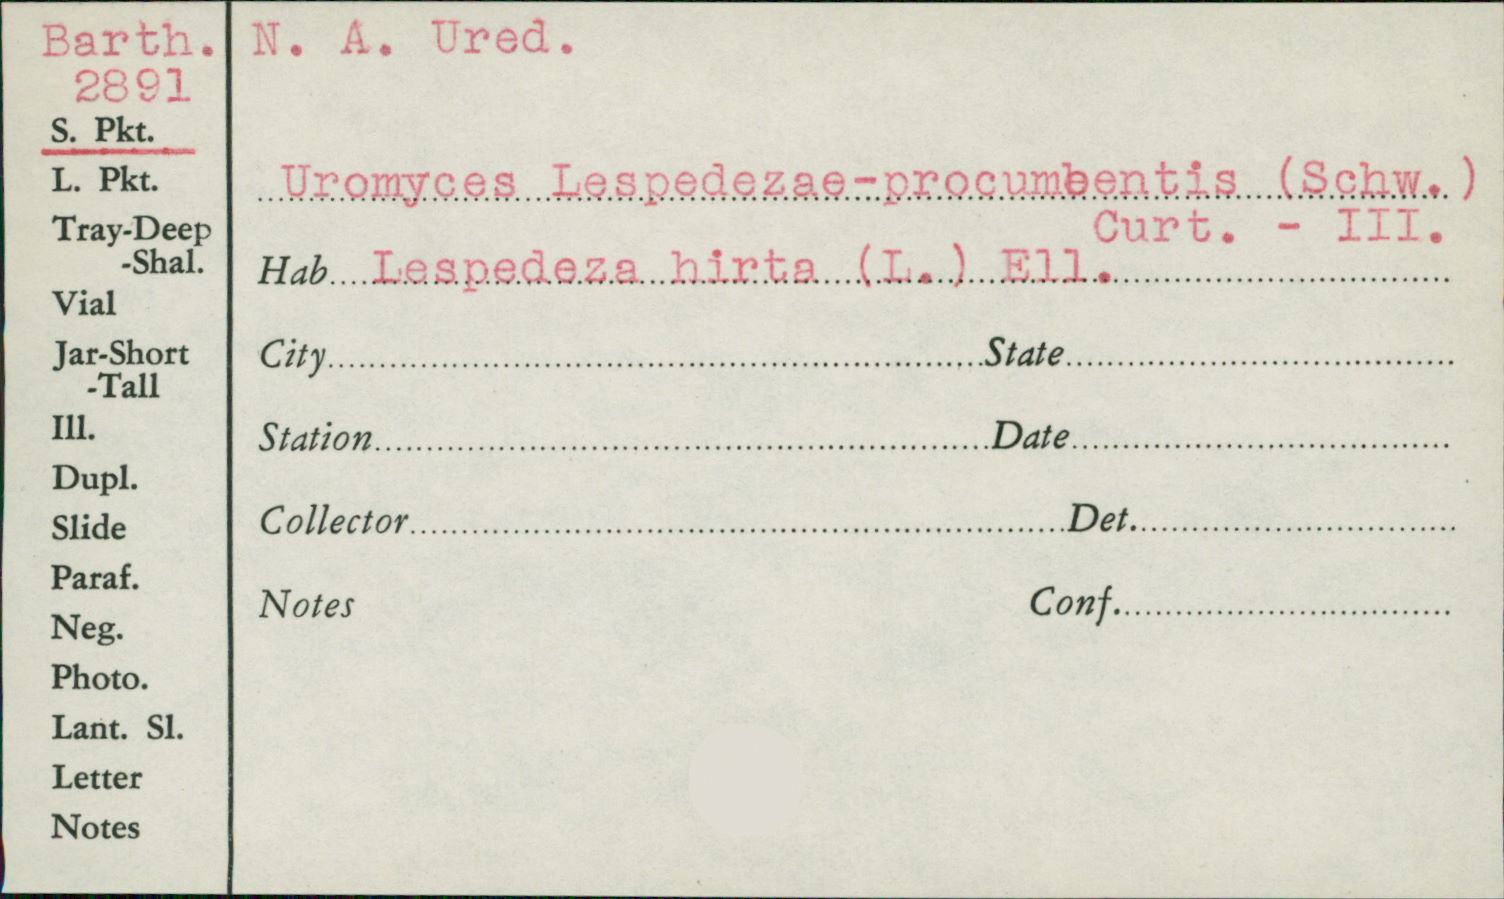 Barth. N. A. Ured.
2891
S. Pkt.
L. Pkt.
Tray-Deep
-Shal.
Vial
Jar-Short
-Tall
Ill.
Dupl.
Slide
Paraf.
Neg.
Photo.
Lant. Sl.
Letter
Notes
Uromyces Lespedezae-procumbentis (Schw.)
Curt. - III.
Hab Lespedeza hirta (L.) Ell.
City State
Station Date
Collector Det.
Notes Conf.